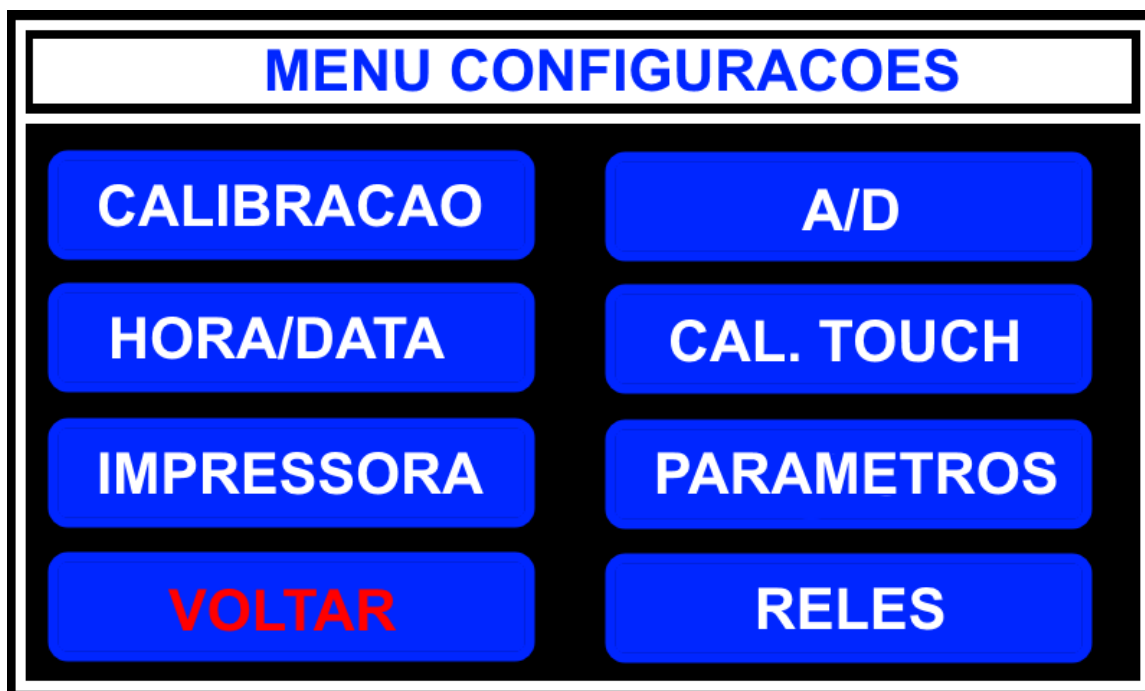 MENU CONFIGURACOES
CALIBRACAO
A/D
HORA/DATA
CAL. TOUCH
IMPRESSORA
PARAMETROS
VOLTAR
RELES